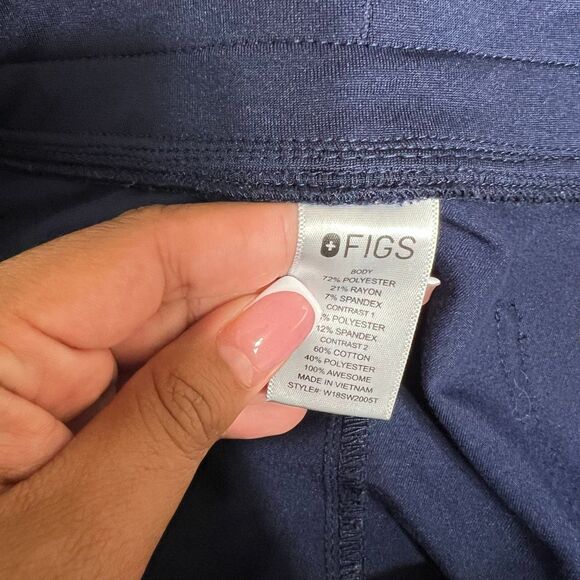 FIGS
BODY
72% POLYESTER
21% RAYON
7% SPANDEX
CONTRAST 1
% POLYESTER
12% SPANDEX
CONTRAST 2
60% COTTON
40% POLYESTER
100% AWESOME
MADE IN VIETNAM
STYLE#: W18SW2005T